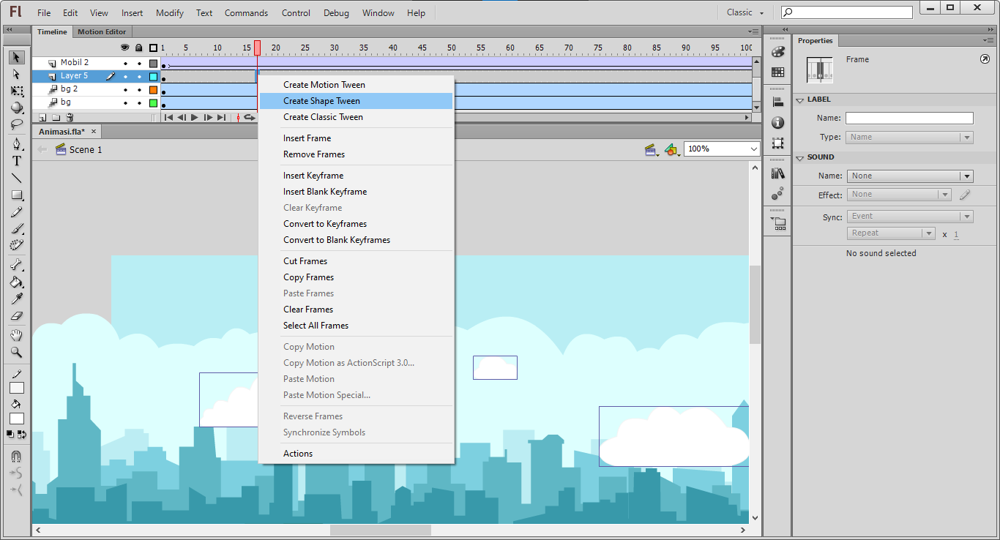 Fl File Edit View Insert Modify Text Commands Control Debug Window Help Classic
Timeline Motion Editor
1 5 10 15 20 25 30 35 40 45 50 55 60 65 70 75 80 85 90 95 100
Mobil 2
Layer 5
bg 2
bg
Animasi.fla* ×
Scene 1
100%
Create Motion Tween
Create Shape Tween
Create Classic Tween
Insert Frame
Remove Frames
Insert Keyframe
Insert Blank Keyframe
Clear Keyframe
Convert to Keyframes
Convert to Blank Keyframes
Cut Frames
Copy Frames
Paste Frames
Clear Frames
Select All Frames
Copy Motion
Copy Motion as ActionScript 3.0...
Paste Motion
Paste Motion Special...
Reverse Frames
Synchronize Symbols
Actions
Properties
Frame
LABEL
Name:
Type: Name
SOUND
Name: None
Effect: None
Sync: Event
Repeat x 1
No sound selected